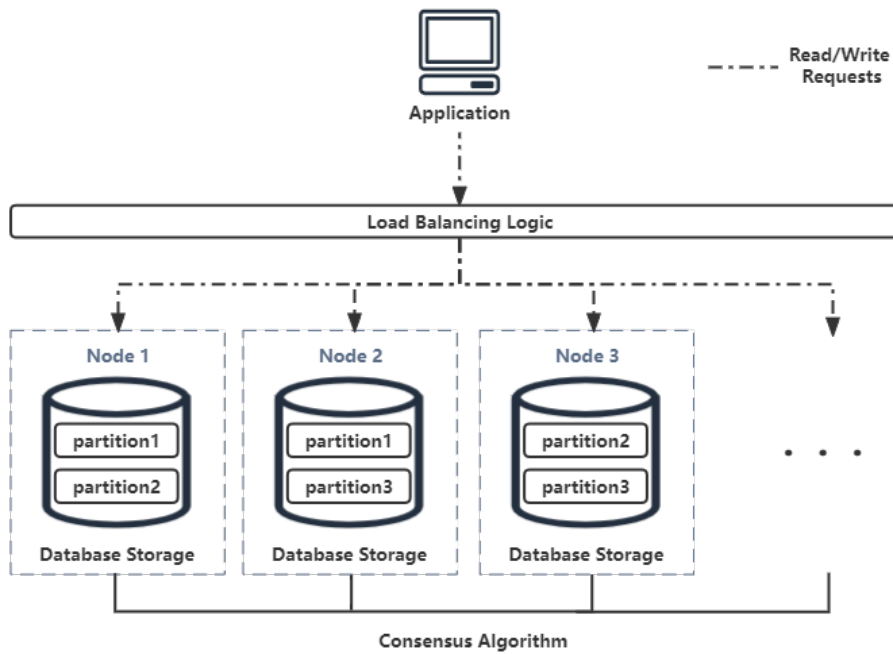 Read/Write
Requests
Application
Load Balancing Logic
Node 1
Node 2
Node 3
partition1
partition1
partition2
partition2
partition3
partition3
. . .
Database Storage
Database Storage
Database Storage
Consensus Algorithm